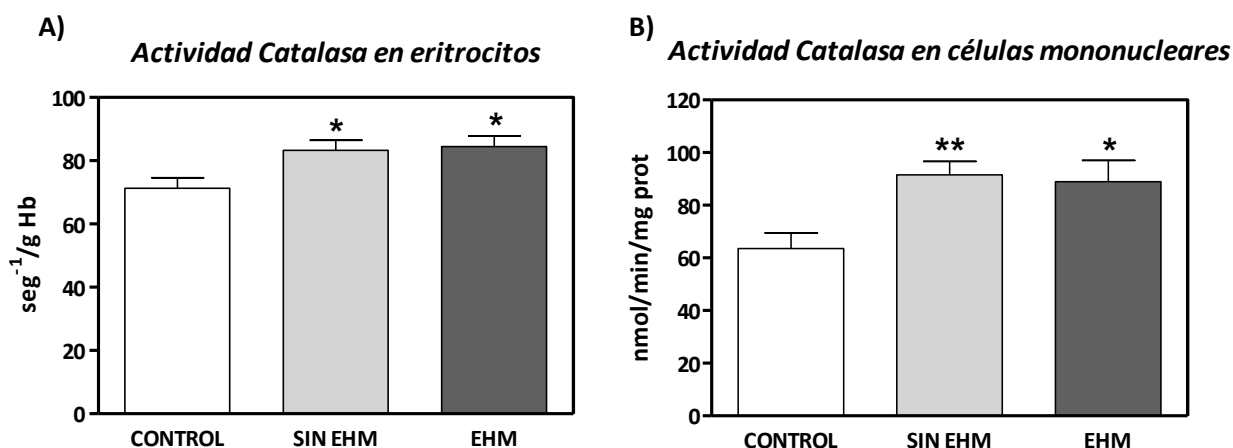 A)
Actividad Catalasa en eritrocitos
seg⁻¹/g Hb
100
80
60
40
20
0
*
*
CONTROL
SIN EHM
EHM
B)
Actividad Catalasa en células mononucleares
nmol/min/mg prot
120
100
80
60
40
20
0
**
*
CONTROL
SIN EHM
EHM